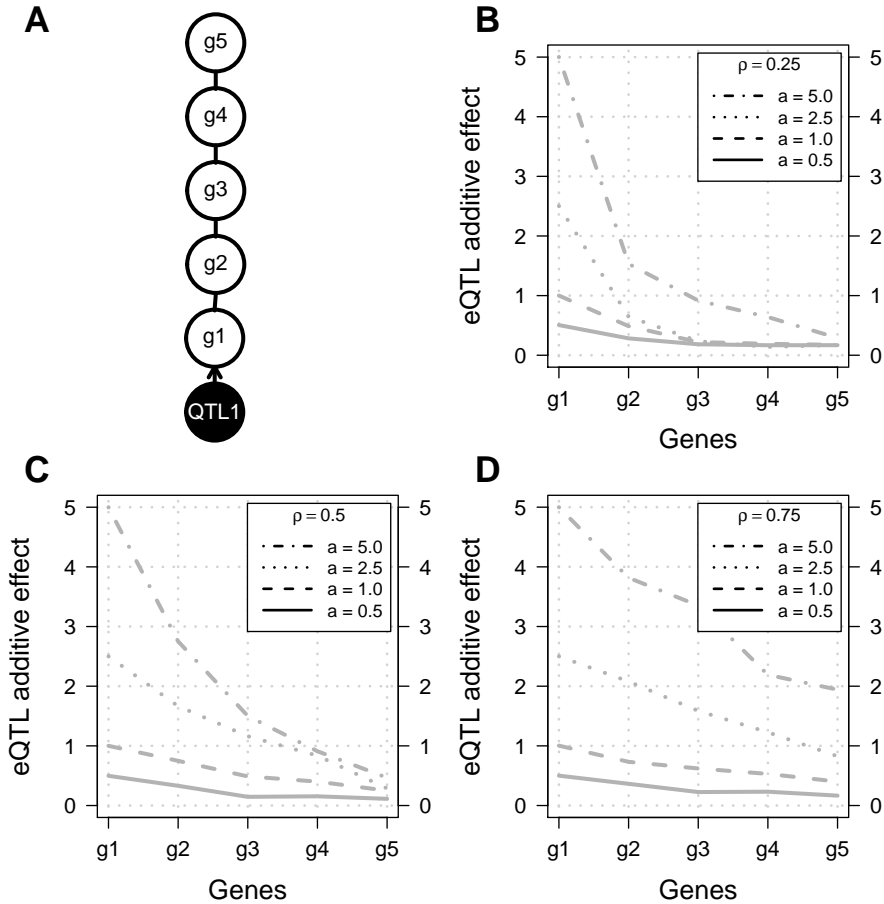 A
g5
g4
g3
g2
g1
QTL1
B
eQTL additive effect
5
4
3
2
1
0
ρ = 0.25
a = 5.0
a = 2.5
a = 1.0
a = 0.5
5
4
3
2
1
0
g1 g2 g3 g4 g5
Genes
C
eQTL additive effect
5
4
3
2
1
0
ρ = 0.5
a = 5.0
a = 2.5
a = 1.0
a = 0.5
5
4
3
2
1
0
g1 g2 g3 g4 g5
Genes
D
eQTL additive effect
5
4
3
2
1
0
ρ = 0.75
a = 5.0
a = 2.5
a = 1.0
a = 0.5
5
4
3
2
1
0
g1 g2 g3 g4 g5
Genes